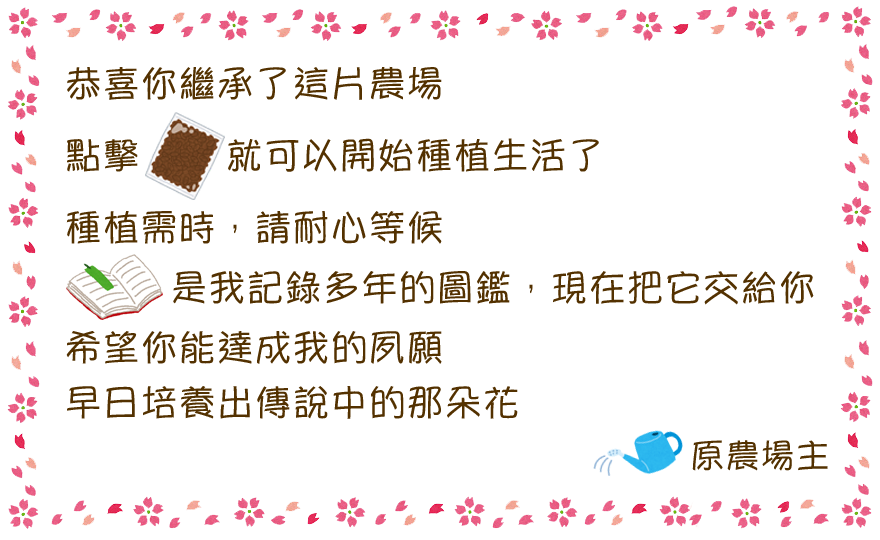 恭喜你繼承了這片農場
點擊 就可以開始種植生活了
種植需時，請耐心等候
是我記錄多年的圖鑑，現在把它交給你
希望你能達成我的夙願
早日培養出傳說中的那朵花
原農場主